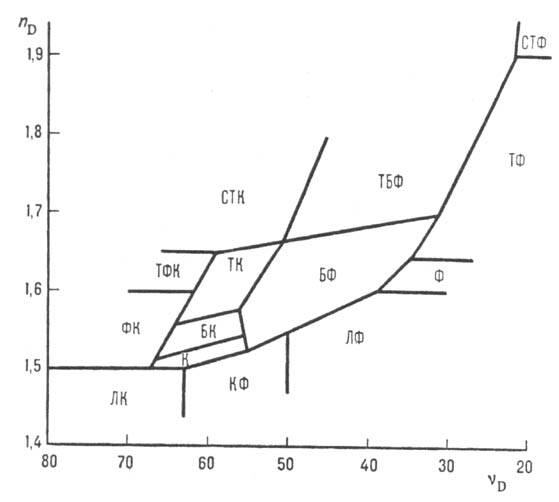 n_D
СТФ
1,9
ТФ
1,8
СТК
ТБФ
1,7
ТК
ТФК
БФ
Ф
1,6
ФК
БК
ЛФ
К
1,5
КФ
ЛК
1,4
80 70 60 50 40 30 20
ν_D